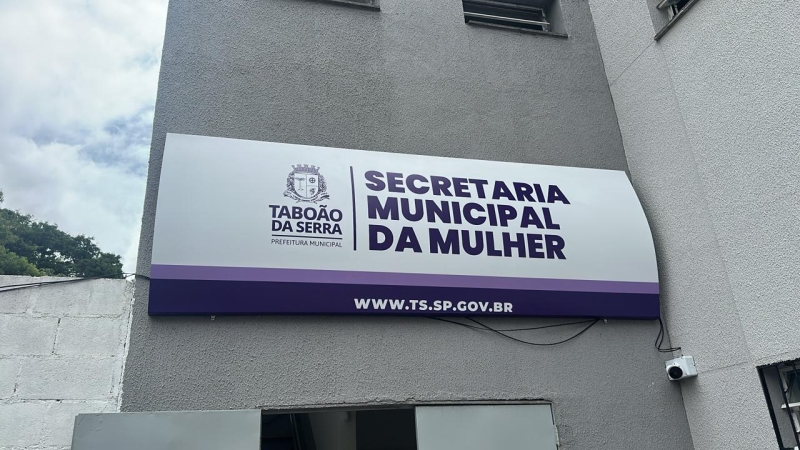 TABOÃO
DA SERRA
PREFEITURA MUNICIPAL
SECRETARIA
MUNICIPAL
DA MULHER
WWW.TS.SP.GOV.BR